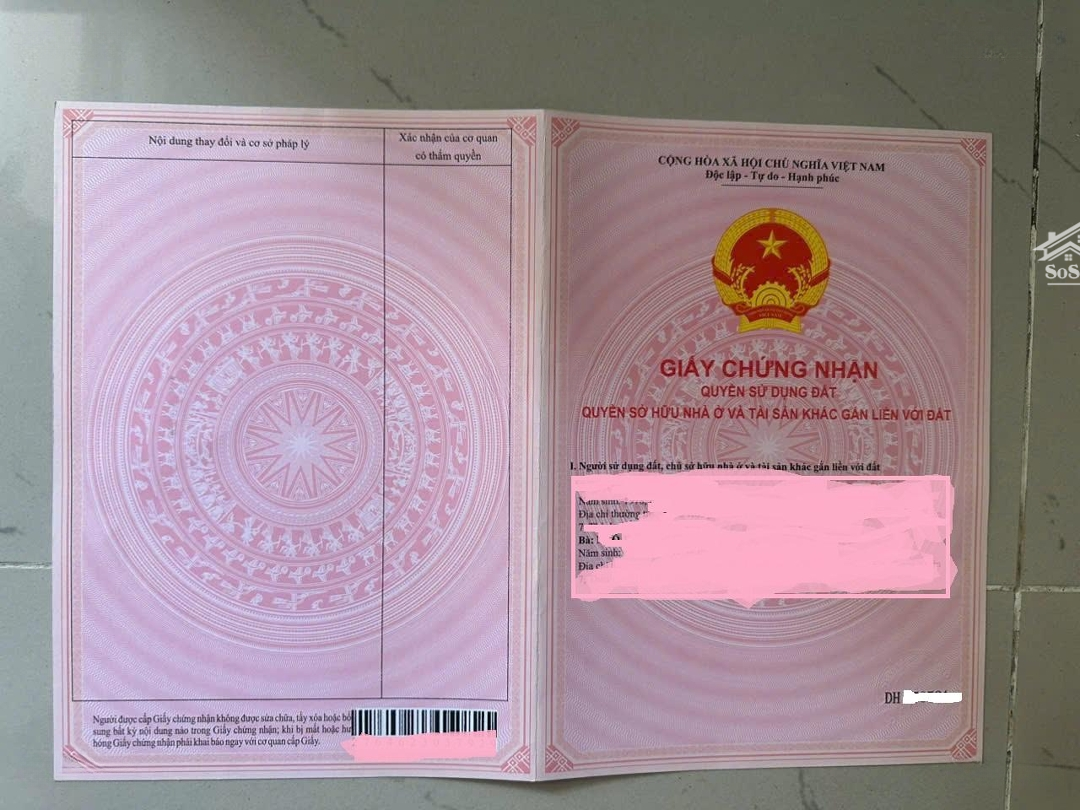 Nội dung thay đổi và cơ sở pháp lý
Xác nhận của cơ quan
có thẩm quyền
Người được cấp Giấy chứng nhận không được sửa chữa, tẩy xóa hoặc bổ
sung bất kỳ nội dung nào trong Giấy chứng nhận; khi bị mất hoặc hư
hỏng Giấy chứng nhận phải khai báo ngay với cơ quan cấp Giấy.
CỘNG HÒA XÃ HỘI CHỦ NGHĨA VIỆT NAM
Độc lập - Tự do - Hạnh phúc
VIỆT NAM
GIẤY CHỨNG NHẬN
QUYỀN SỬ DỤNG ĐẤT
QUYỀN SỞ HỮU NHÀ Ở VÀ TÀI SẢN KHÁC GẮN LIỀN VỚI ĐẤT
I. Người sử dụng đất, chủ sở hữu nhà ở và tài sản khác gắn liền với đất
Năm sinh:
Địa chỉ thường
Bà:
Năm sinh:
Địa
DH
SoS